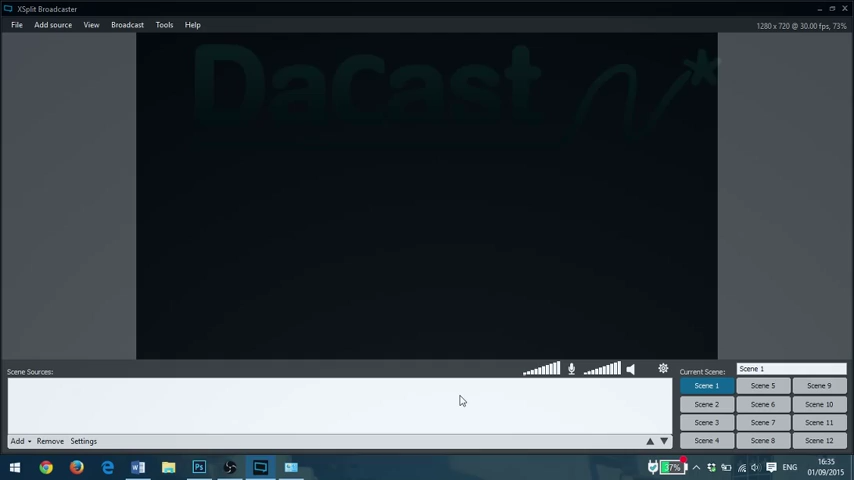 XSplit Broadcaster
File Add source View Broadcast Tools Help
1280 x 720 @ 30.00 fps, 73%
DaCast
Scene Sources:
Current Scene: Scene 1
Scene 1 Scene 5 Scene 9
Scene 2 Scene 6 Scene 10
Scene 3 Scene 7 Scene 11
Scene 4 Scene 8 Scene 12
Add Remove Settings
37%
ENG
16:35
01/09/2015